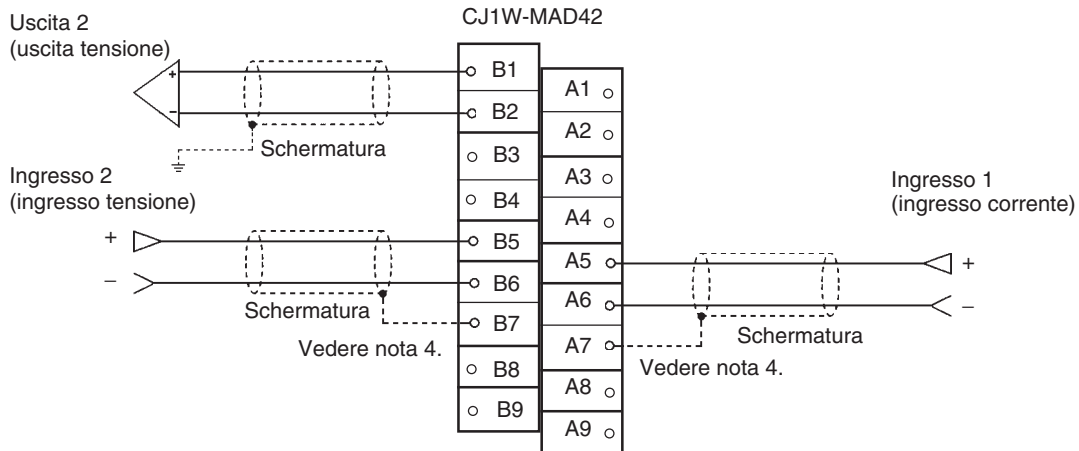 CJ1W-MAD42
Uscita 2
(uscita tensione)
+
−
Schermatura
Ingresso 2
(ingresso tensione)
+
−
Schermatura
Vedere nota 4.
B1
B2
B3
B4
B5
B6
B7
B8
B9
A1
A2
A3
A4
A5
A6
A7
A8
A9
Ingresso 1
(ingresso corrente)
+
−
Schermatura
Vedere nota 4.